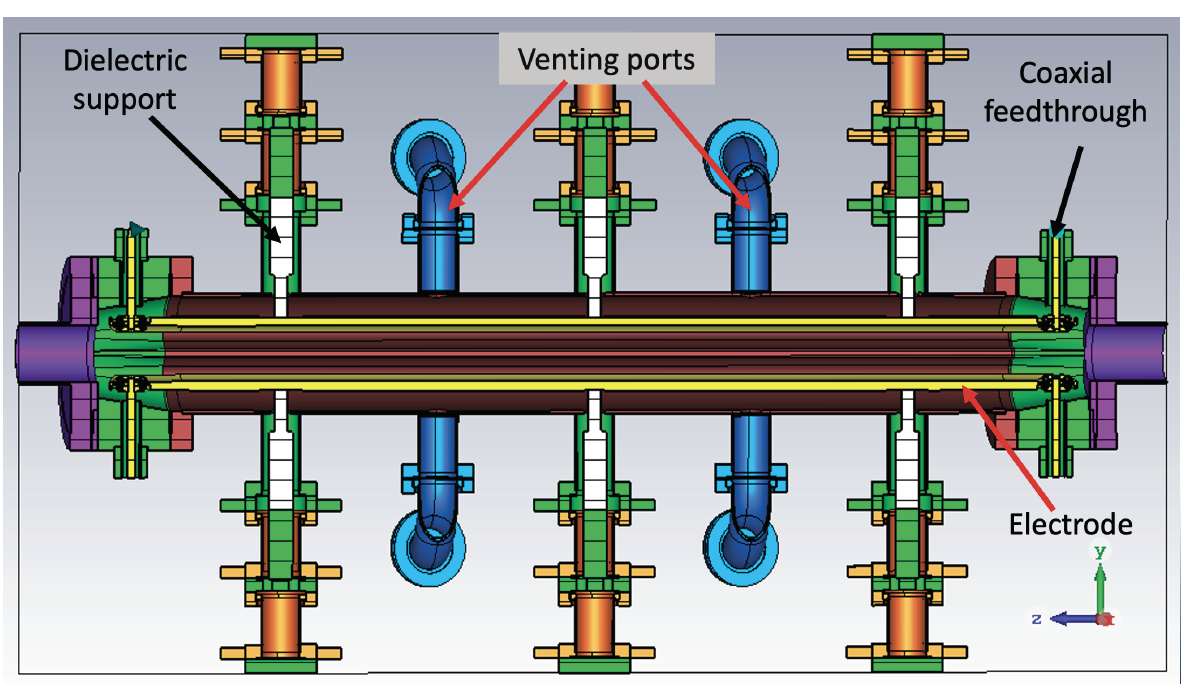 Dielectric
support
Venting ports
Coaxial
feedthrough
Electrode
y
z
x